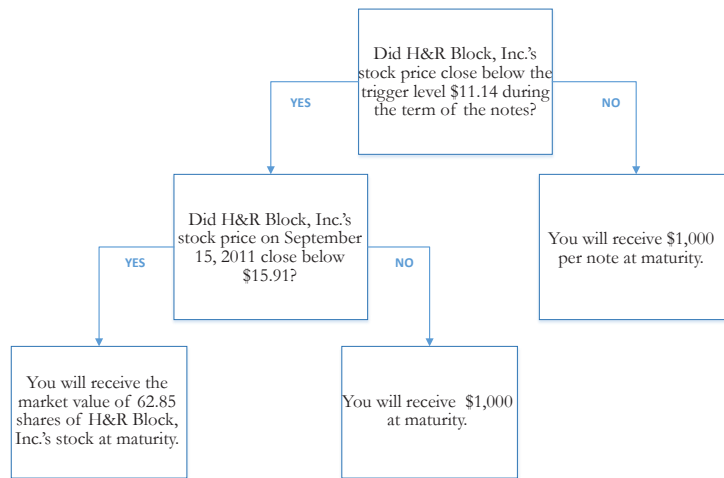 Did H&R Block, Inc.'s
stock price close below the
trigger level $11.14 during
the term of the notes?
YES
NO
Did H&R Block, Inc.'s
stock price on September
15, 2011 close below
$15.91?
You will receive $1,000
per note at maturity.
YES
NO
You will receive the
market value of 62.85
shares of H&R Block,
Inc.'s stock at maturity.
You will receive $1,000
at maturity.